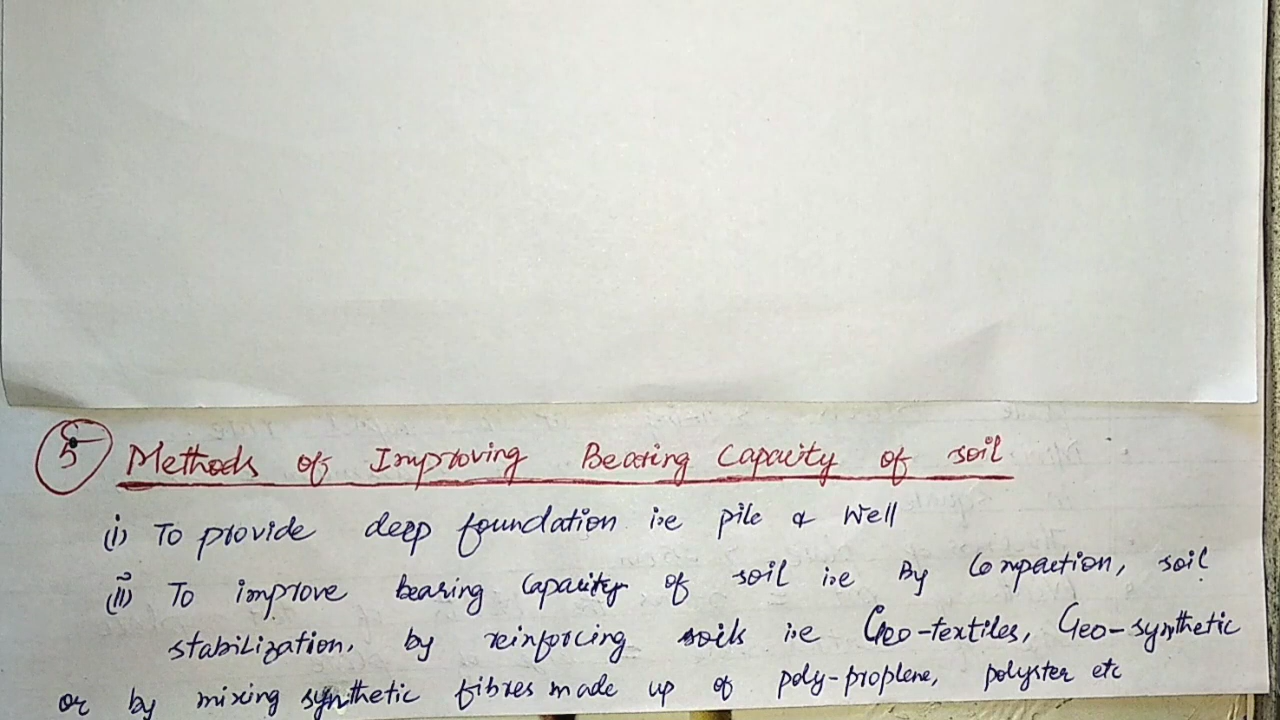 5 Methods of Improving Bearing Capacity of soil
(i) To provide deep foundation i.e pile & Well
(ii) To improve bearing capacity of soil i.e By Compaction, soil
stabilization, by reinforcing soils i.e Geo-textiles, Geo-synthetic
or by mixing synthetic fibres made up of poly-proplene, polyster etc